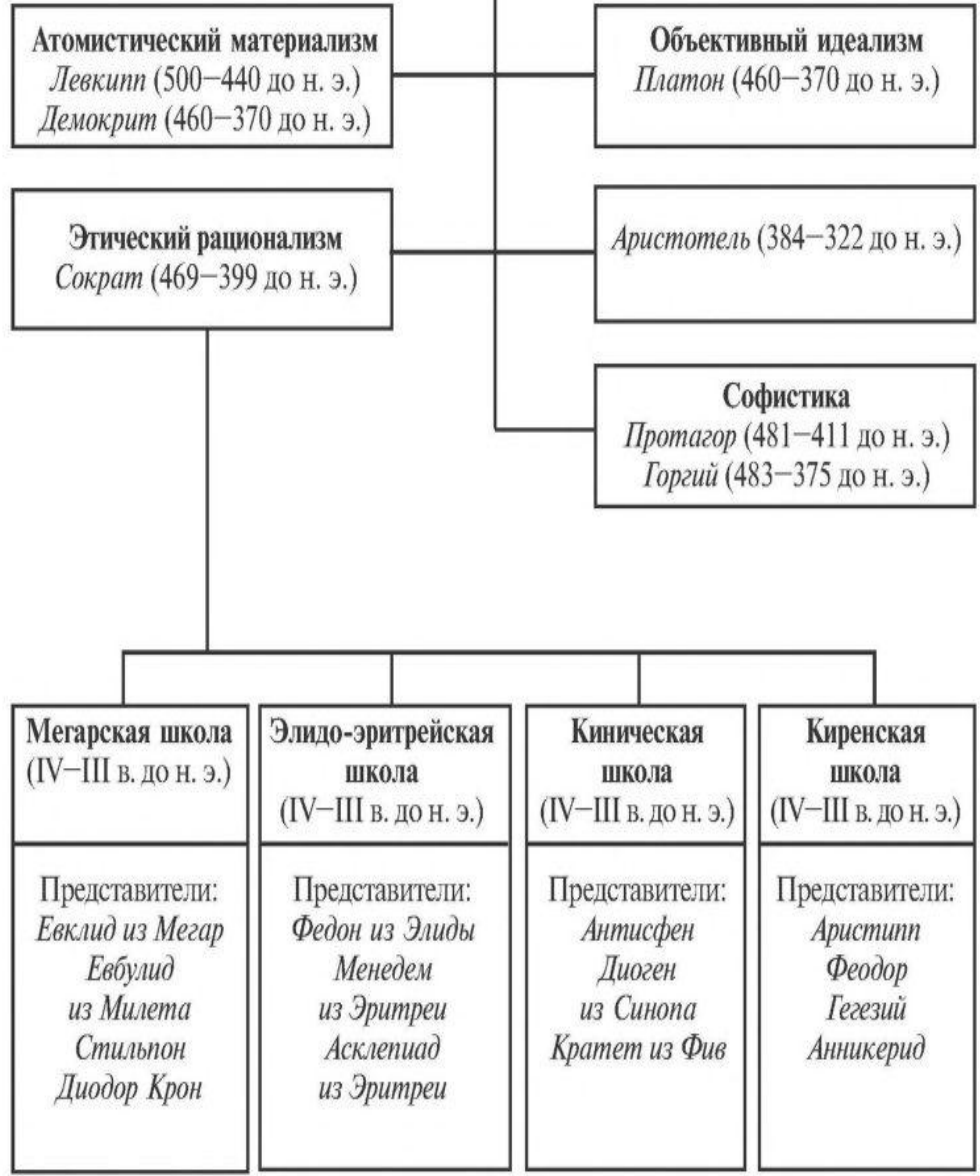 Атомистический материализм
Левкипп (500—440 до н. э.)
Демокрит (460—370 до н. э.)
Объективный идеализм
Платон (460—370 до н. э.)
Этический рационализм
Сократ (469—399 до н. э.)
Аристотель (384—322 до н. э.)
Софистика
Протагор (481—411 до н. э.)
Горгий (483—375 до н. э.)
Мегарская школа
(IV—III в. до н. э.)
Представители:
Евклид из Мегар
Евбулид
из Милета
Стильпон
Диодор Крон
Элидо-эритрейская
школа
(IV—III в. до н. э.)
Представители:
Федон из Элиды
Менедем
из Эритреи
Асклепиад
из Эритреи
Киническая
школа
(IV—III в. до н. э.)
Представители:
Антисфен
Диоген
из Синопа
Кратет из Фив
Киренская
школа
(IV—III в. до н. э.)
Представители:
Аристипп
Феодор
Гегезий
Анникерид